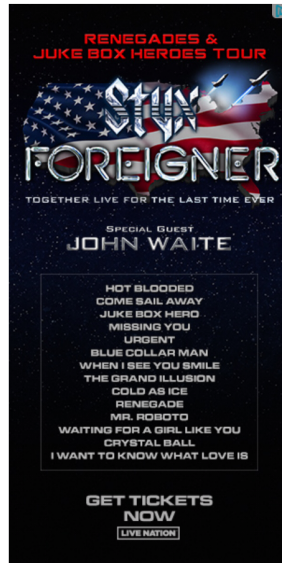 RENEGADES &
JUKE BOX HEROES TOUR
STYX
FOREIGNER
TOGETHER LIVE FOR THE LAST TIME EVER
SPECIAL GUEST
JOHN WAITE
HOT BLOODED
COME SAIL AWAY
JUKE BOX HERO
MISSING YOU
URGENT
BLUE COLLAR MAN
WHEN I SEE YOU SMILE
THE GRAND ILLUSION
COLD AS ICE
RENEGADE
MR. ROBOTO
WAITING FOR A GIRL LIKE YOU
CRYSTAL BALL
I WANT TO KNOW WHAT LOVE IS
GET TICKETS
NOW
LIVE NATION